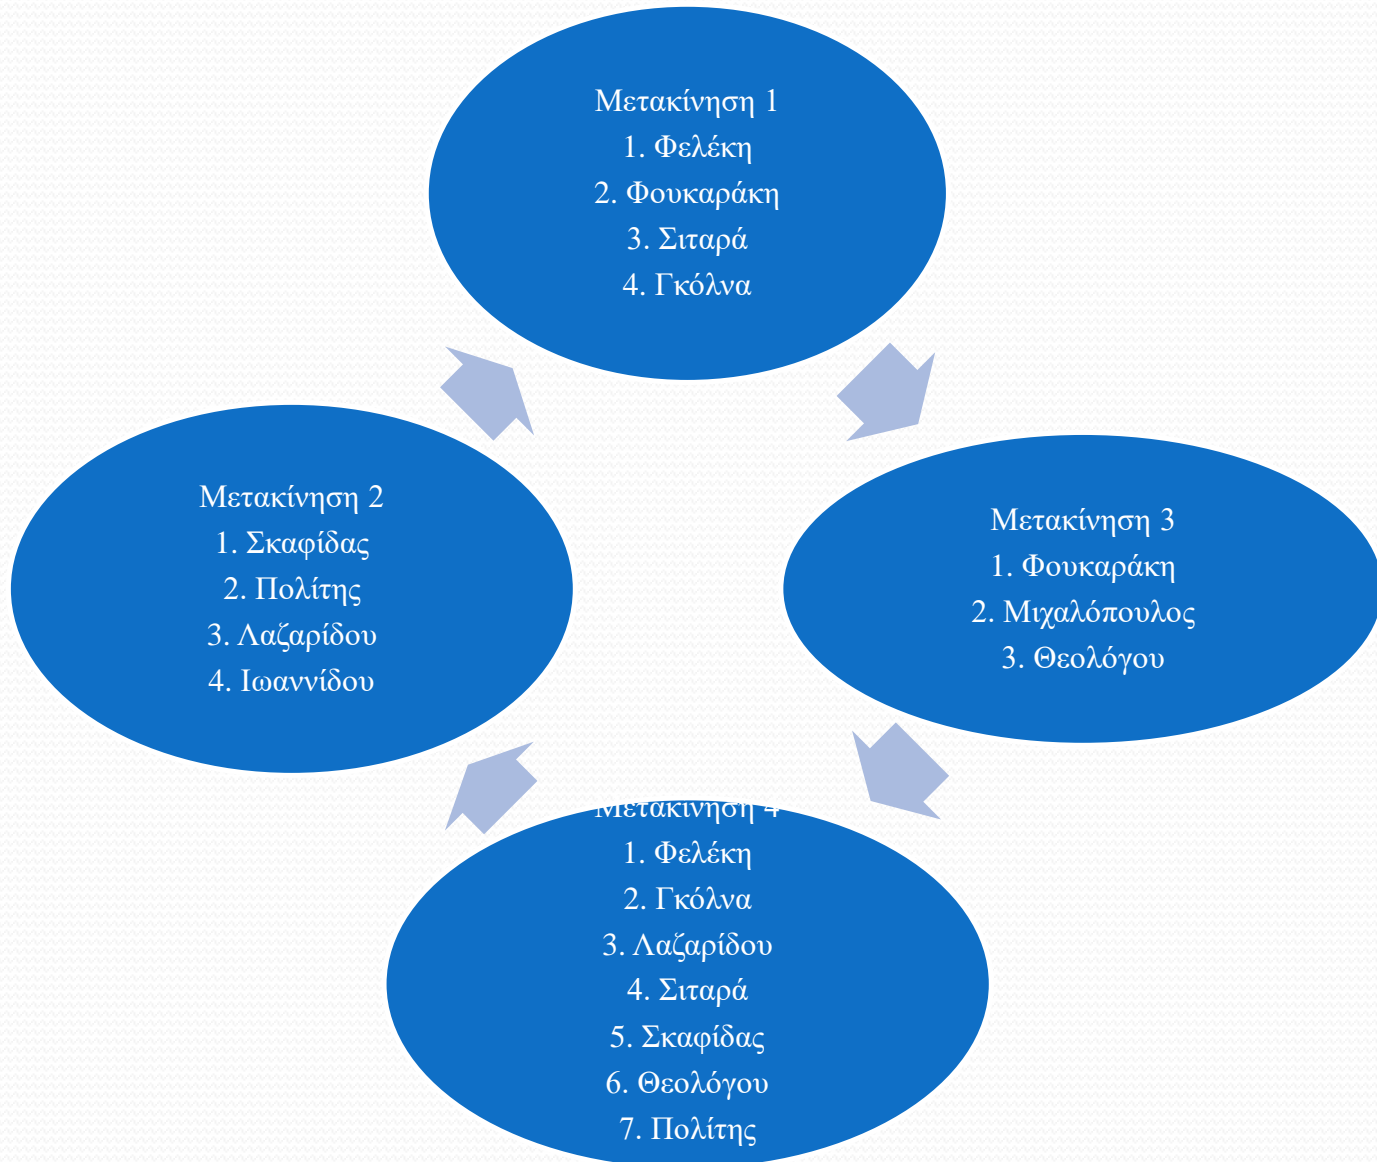 Μετακίνηση 1
1. Φελέκη
2. Φουκαράκη
3. Σιταρά
4. Γκόλνα
Μετακίνηση 2
1. Σκαφίδας
2. Πολίτης
3. Λαζαρίδου
4. Ιωαννίδου
Μετακίνηση 3
1. Φουκαράκη
2. Μιχαλόπουλος
3. Θεολόγου
Μετακίνηση 4
1. Φελέκη
2. Γκόλνα
3. Λαζαρίδου
4. Σιταρά
5. Σκαφίδας
6. Θεολόγου
7. Πολίτης